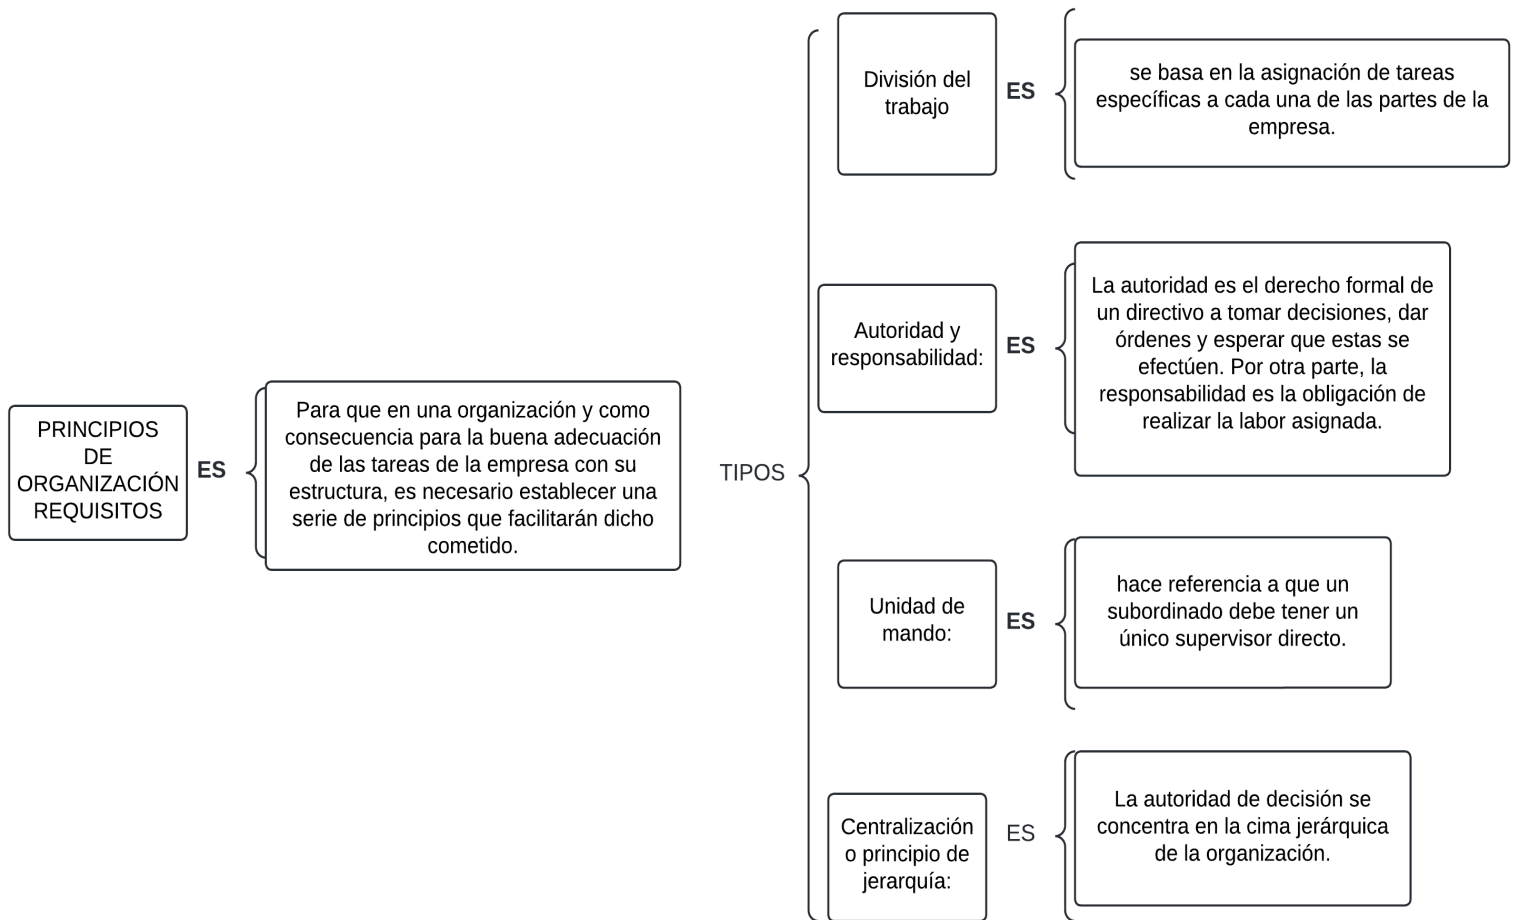 PRINCIPIOS
DE
ORGANIZACIÓN
REQUISITOS
ES
Para que en una organización y como
consecuencia para la buena adecuación
de las tareas de la empresa con su
estructura, es necesario establecer una
serie de principios que facilitarán dicho
cometido.
TIPOS
División del
trabajo
ES
se basa en la asignación de tareas
específicas a cada una de las partes de la
empresa.
Autoridad y
responsabilidad:
ES
La autoridad es el derecho formal de
un directivo a tomar decisiones, dar
órdenes y esperar que estas se
efectúen. Por otra parte, la
responsabilidad es la obligación de
realizar la labor asignada.
Unidad de
mando:
ES
hace referencia a que un
subordinado debe tener un
único supervisor directo.
Centralización
o principio de
jerarquía:
ES
La autoridad de decisión se
concentra en la cima jerárquica
de la organización.